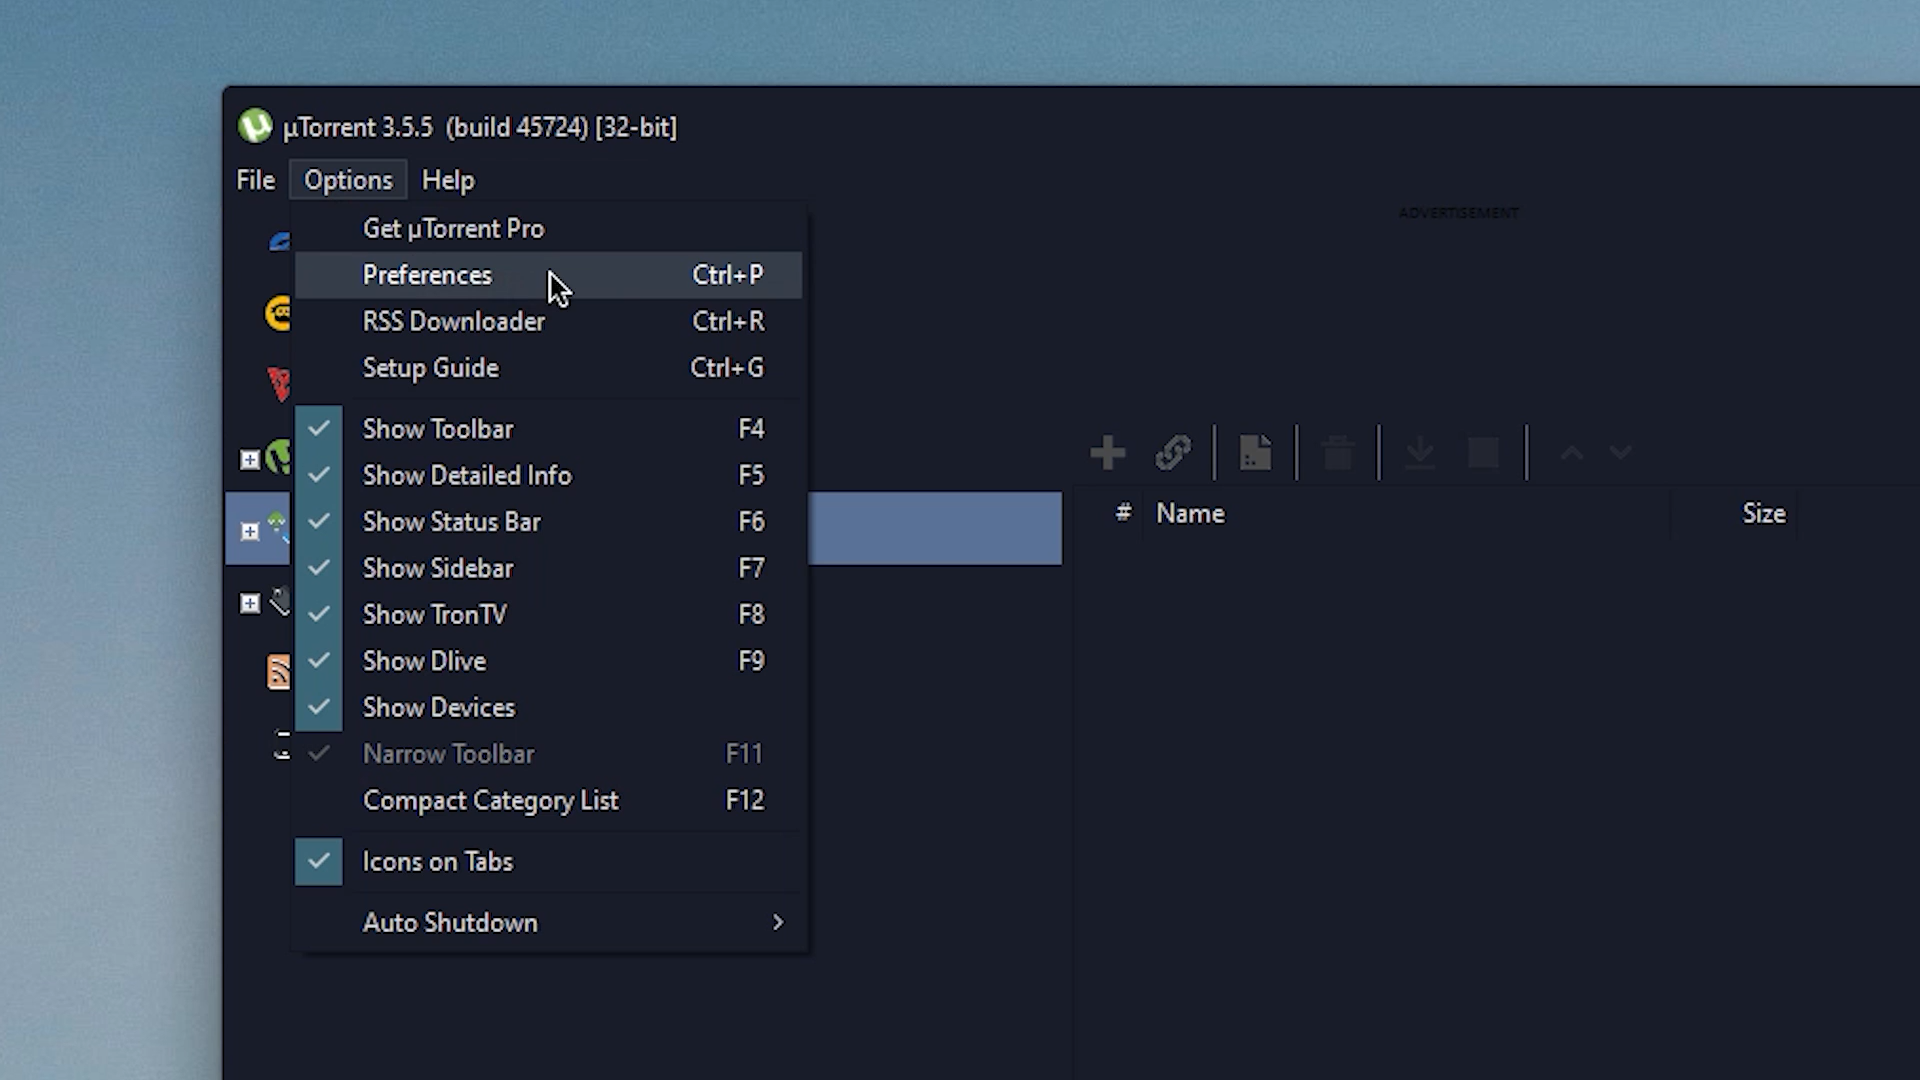 µTorrent 3.5.5 (build 45724) [32-bit]
File Options Help
ADVERTISEMENT
Get µTorrent Pro
Preferences Ctrl+P
RSS Downloader Ctrl+R
Setup Guide Ctrl+G
Show Toolbar F4
Show Detailed Info F5
Show Status Bar F6
Show Sidebar F7
Show TronTV F8
Show Dlive F9
Show Devices
Narrow Toolbar F11
Compact Category List F12
Icons on Tabs
Auto Shutdown
# Name Size